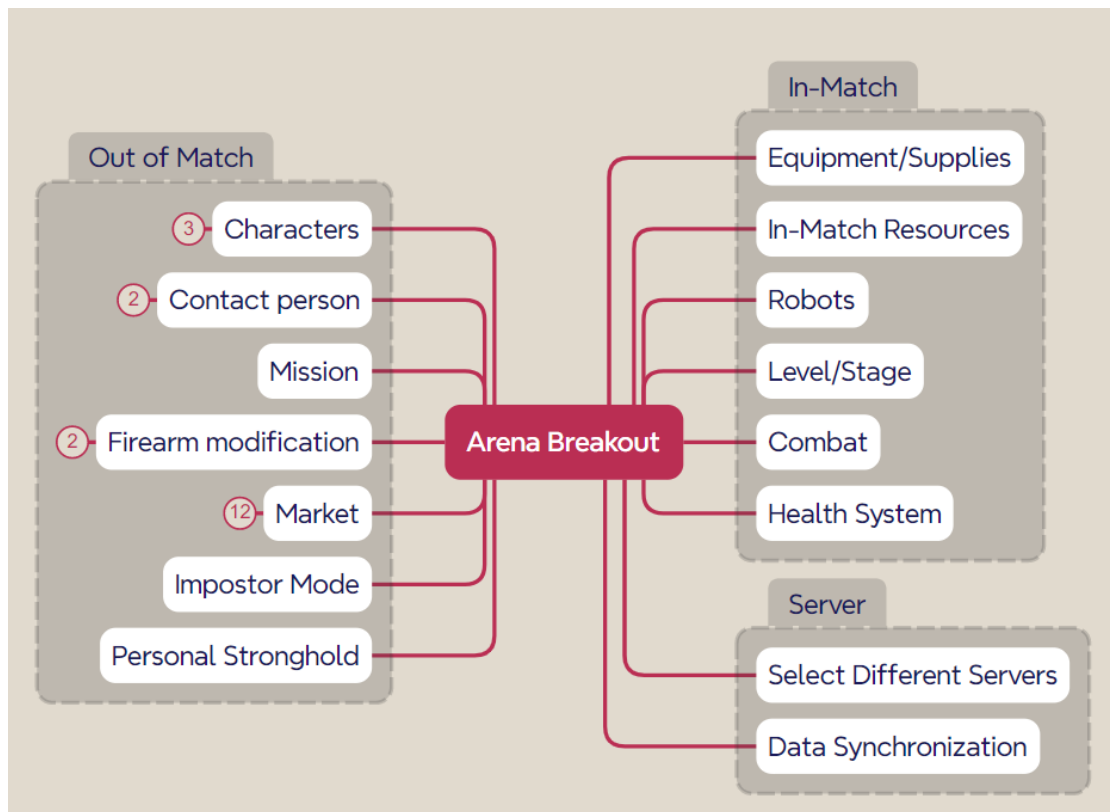 Out of Match
3
Characters
2
Contact person
Mission
2
Firearm modification
12
Market
Impostor Mode
Personal Stronghold
Arena Breakout
In-Match
Equipment/Supplies
In-Match Resources
Robots
Level/Stage
Combat
Health System
Server
Select Different Servers
Data Synchronization